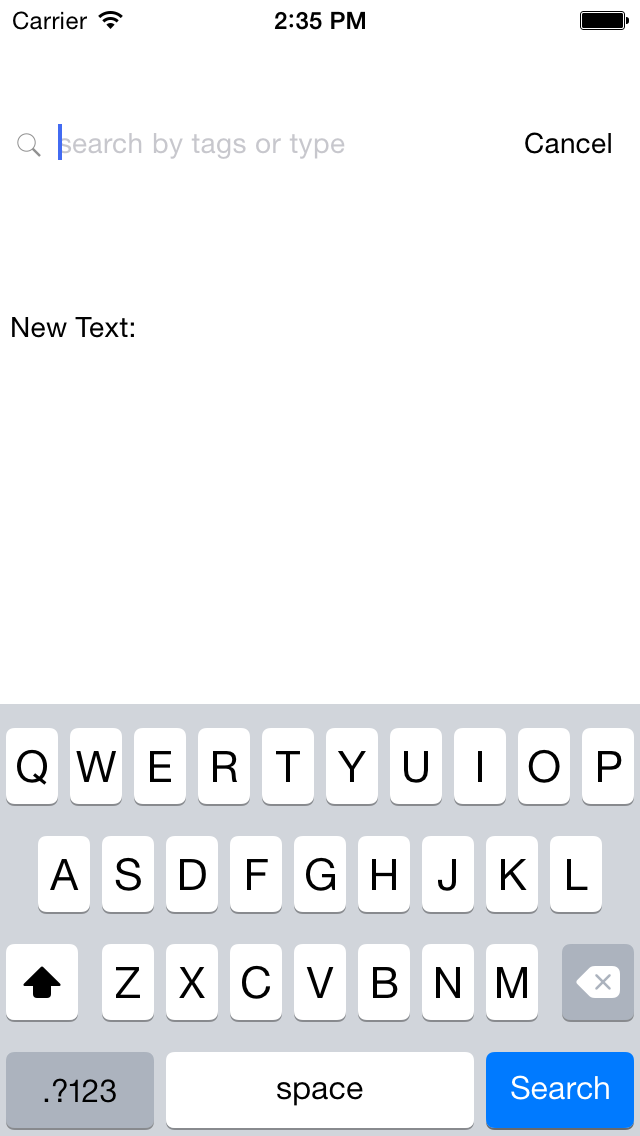 Carrier 2:35 PM
search by tags or type Cancel
New Text:
Q W E R T Y U I O P
A S D F G H J K L
Z X C V B N M
.?123 space Search